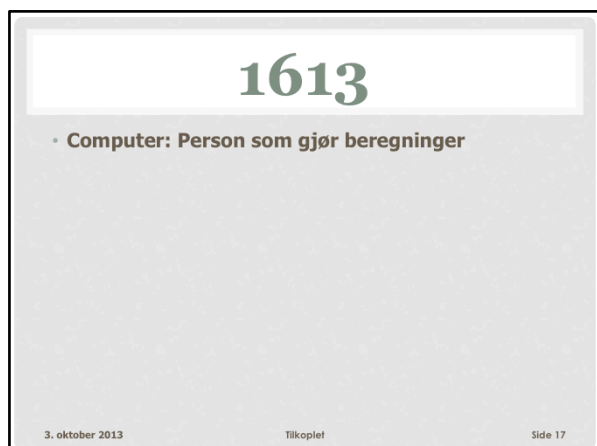 1613
• Computer: Person som gjør beregninger
3. oktober 2013 Tilkoplet Side 17